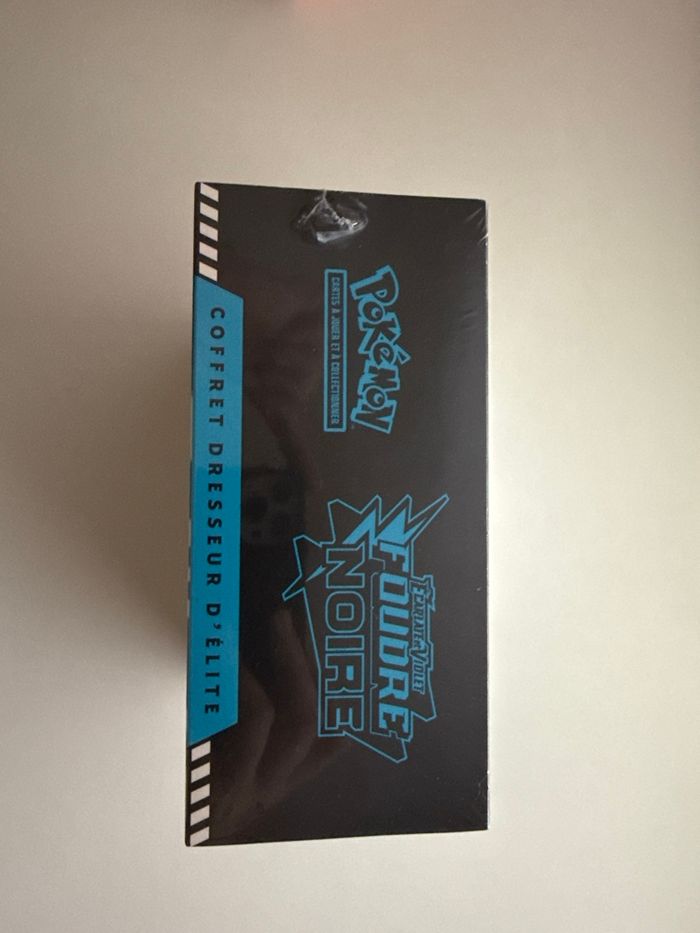 POKÉMON
CARTES À JOUER ET À COLLECTIONNER
ÉCARLATE ET VIOLET
FOUDRE
NOIRE
COFFRET DRESSEUR D'ÉLITE